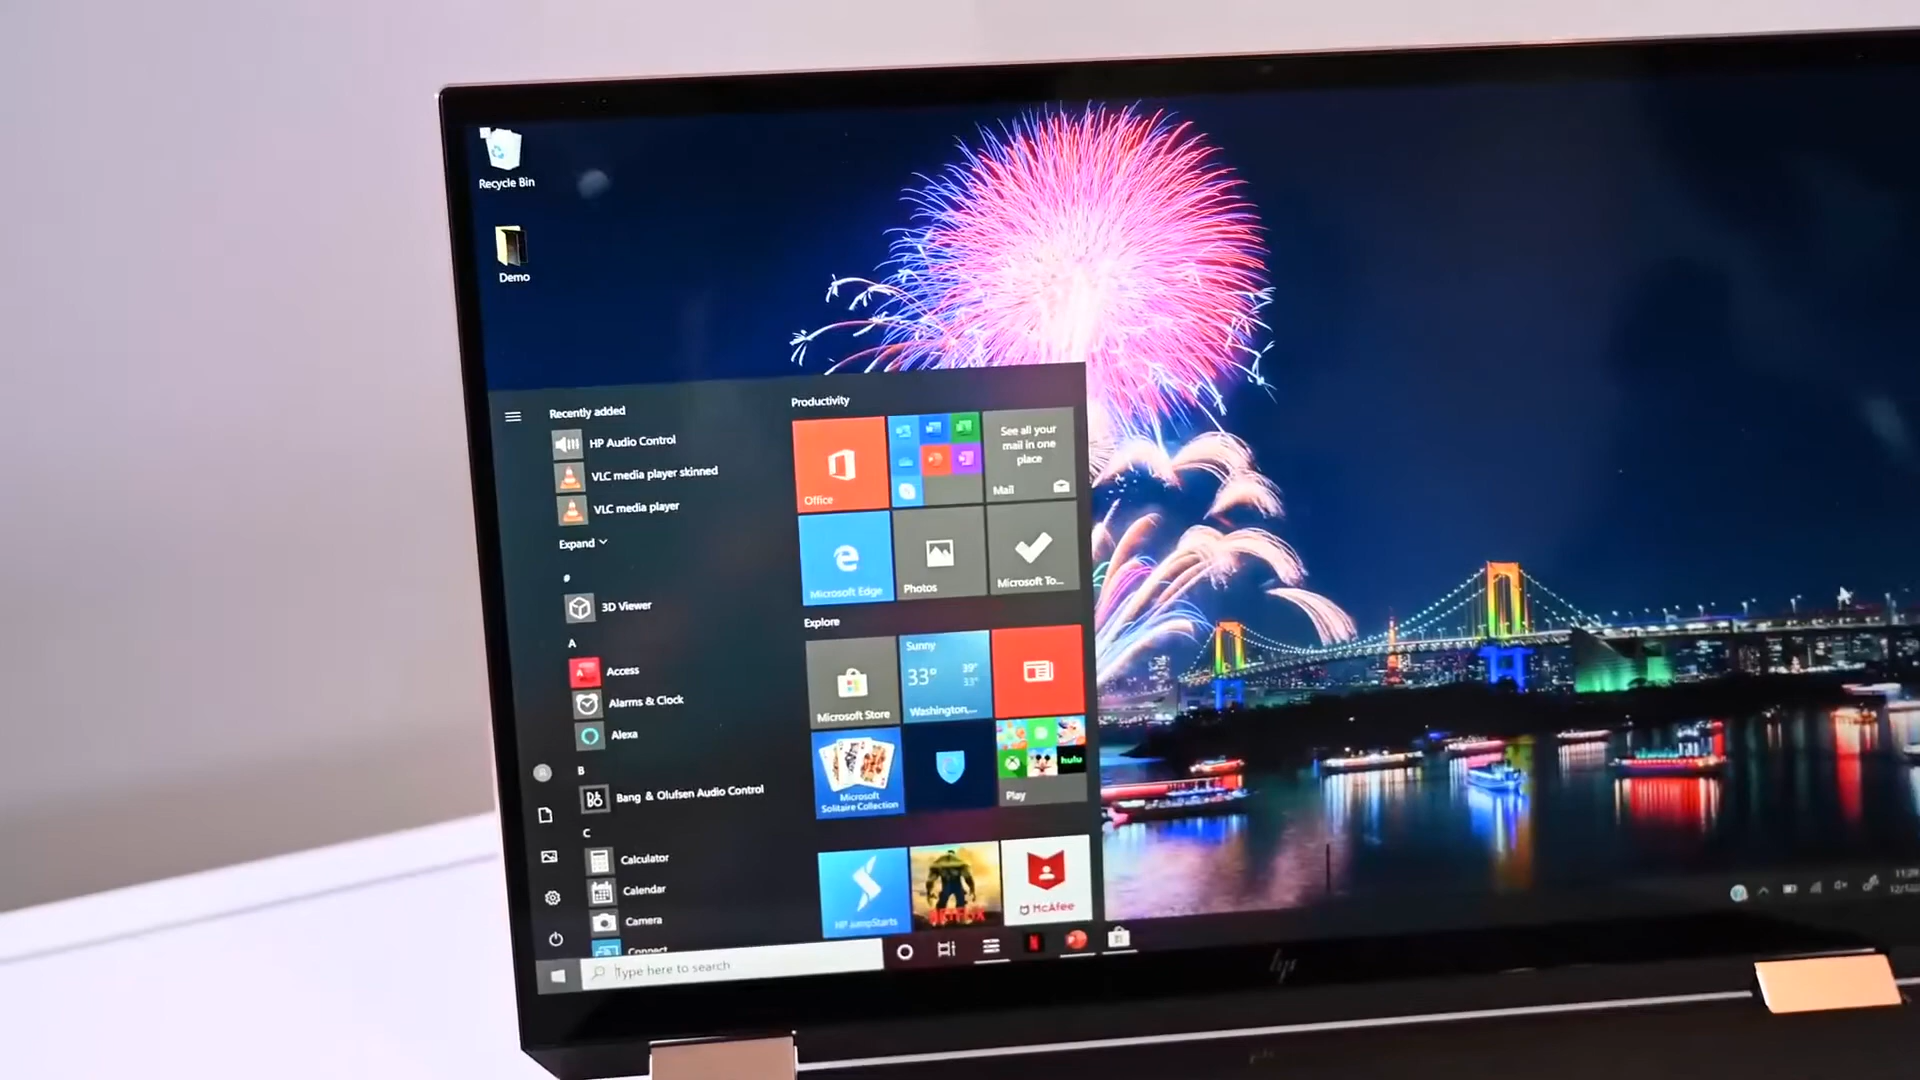 Recycle Bin
Demo
Recently added
HP Audio Control
VLC media player skinned
VLC media player
Expand
#
3D Viewer
A
Access
Alarms & Clock
Alexa
B
Bang & Olufsen Audio Control
C
Calculator
Calendar
Camera
Connect
Productivity
Office
See all your
mail in one
place
Mail
Microsoft Edge
Photos
Microsoft To...
Explore
Microsoft Store
Sunny
33°
39°
33°
Washington,...
Microsoft
Solitaire Collection
hulu
Play
HP JumpStarts
NETFLIX
McAfee
Type here to search
hp